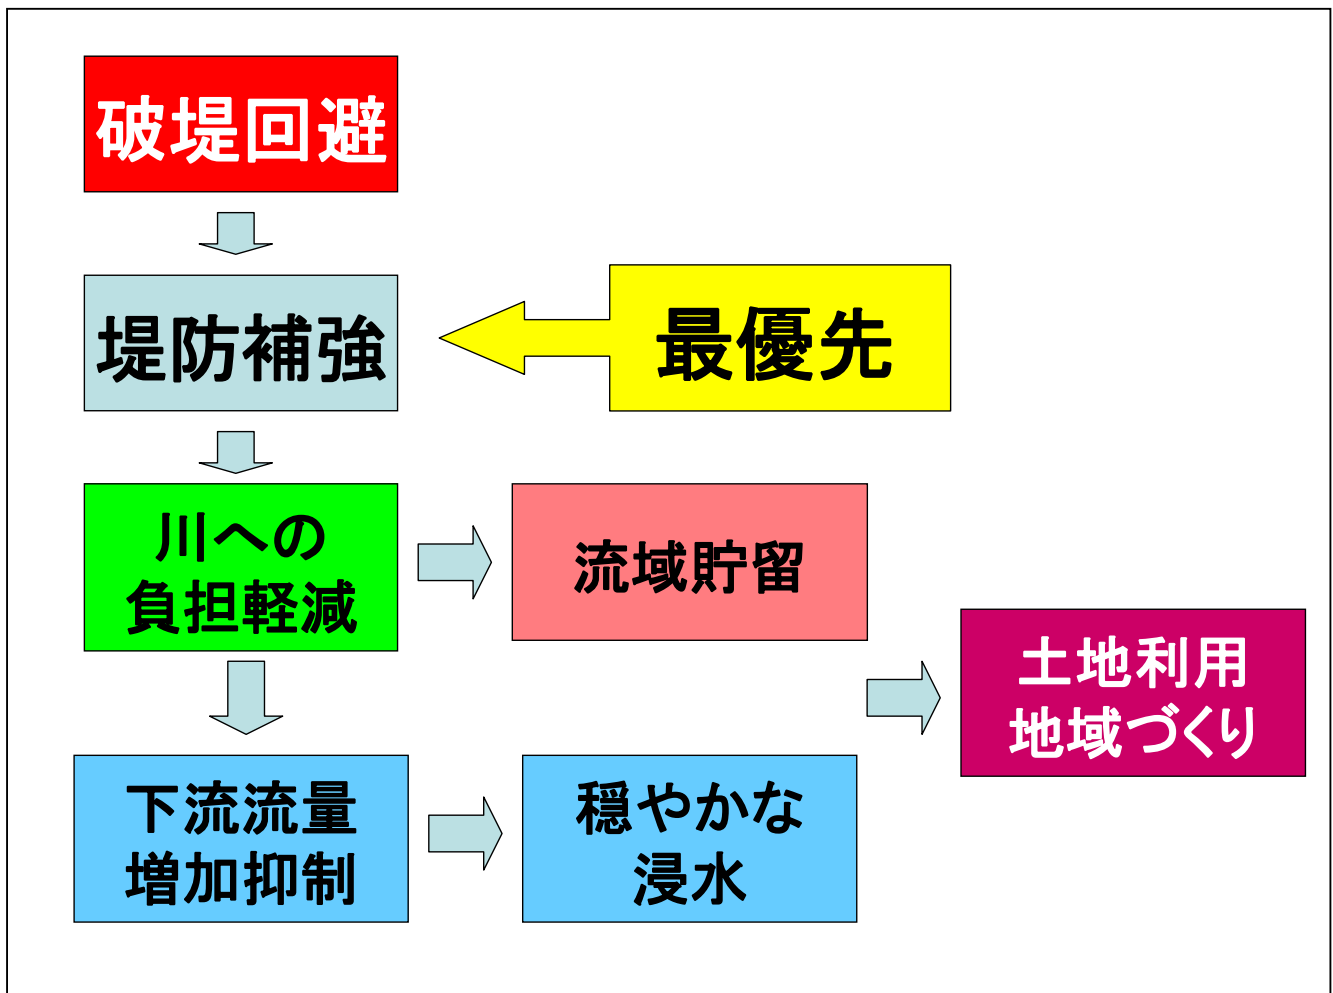 破堤回避
堤防補強
最優先
川への
負担軽減
流域貯留
土地利用
地域づくり
下流流量
増加抑制
穏やかな
浸水